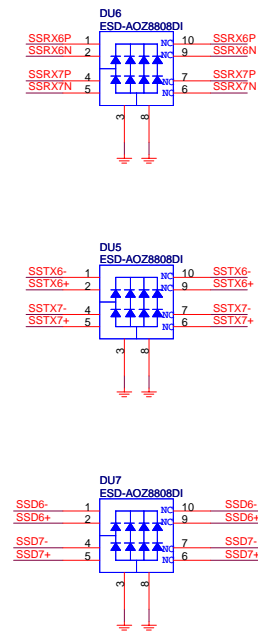 DU6
ESD-AOZ8808DI
SSRX6P 1 NC 10 SSRX6P
SSRX6N 2 9 SSRX6N
SSRX7P 4 7 SSRX7P
NC
SSRX7N 5 NC 6 SSRX7N
3 8
DU5
ESD-AOZ8808DI
SSTX6- 1 NC 10 SSTX6-
SSTX6+ 2 9 SSTX6+
SSTX7- 4 7 SSTX7-
NC
SSTX7+ 5 NC 6 SSTX7+
3 8
DU7
ESD-AOZ8808DI
SSD6- 1 NC 10 SSD6-
SSD6+ 2 9 SSD6+
SSD7- 4 7 SSD7-
NC
SSD7+ 5 NC 6 SSD7+
3 8